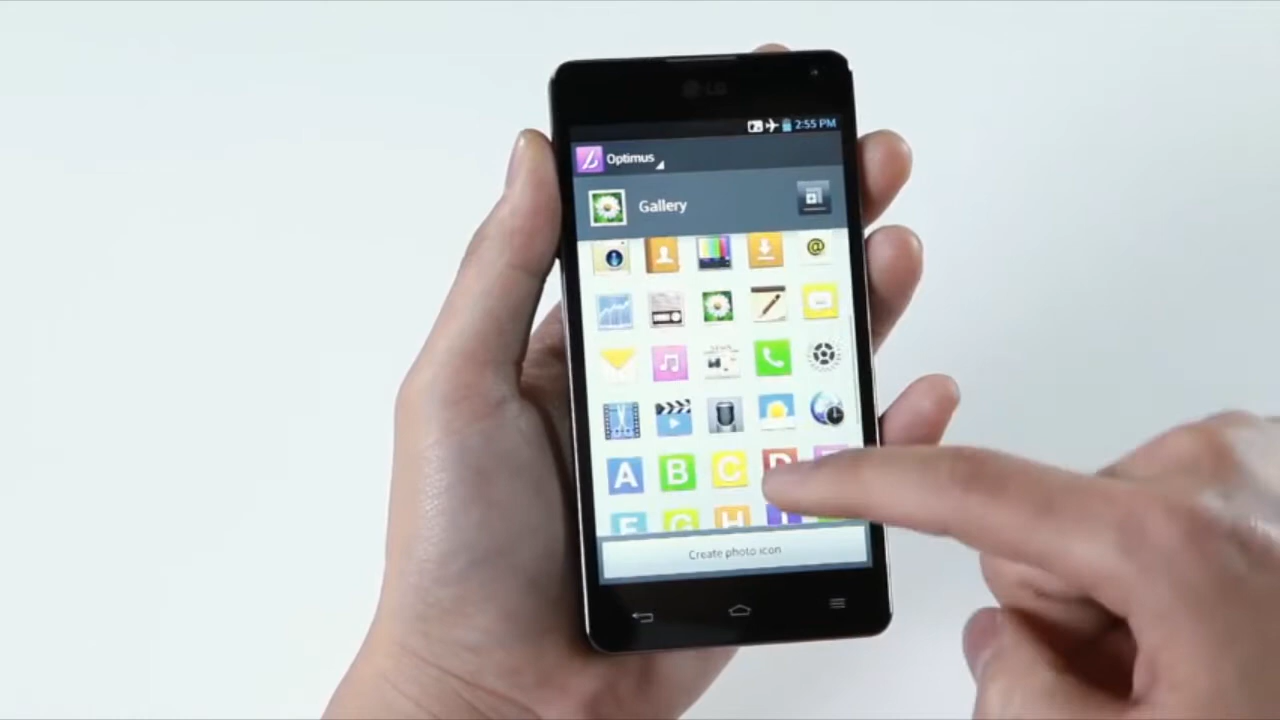 LG
2:55 PM
Optimus
Gallery
@
A B C D E
F G H I
Create photo icon